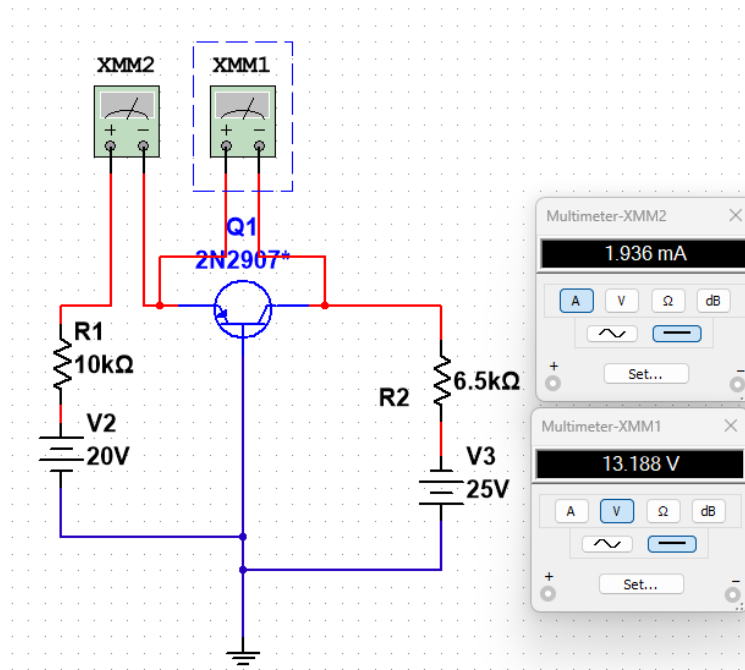 XMM2
XMM1
+ −
+ −
Q1
2N2907*
R1
10kΩ
V2
20V
R2
6.5kΩ
V3
25V
Multimeter-XMM2
1.936 mA
A V Ω dB
+
Set...
−
Multimeter-XMM1
13.188 V
A V Ω dB
+
Set...
−